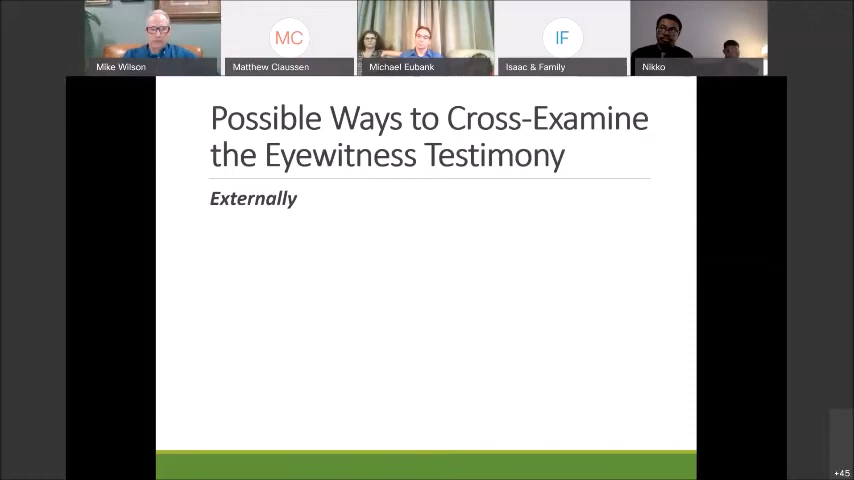 MC
IF
Mike Wilson
Matthew Claussen
Michael Eubank
Isaac & Family
Nikko
Possible Ways to Cross-Examine
the Eyewitness Testimony
Externally
+45